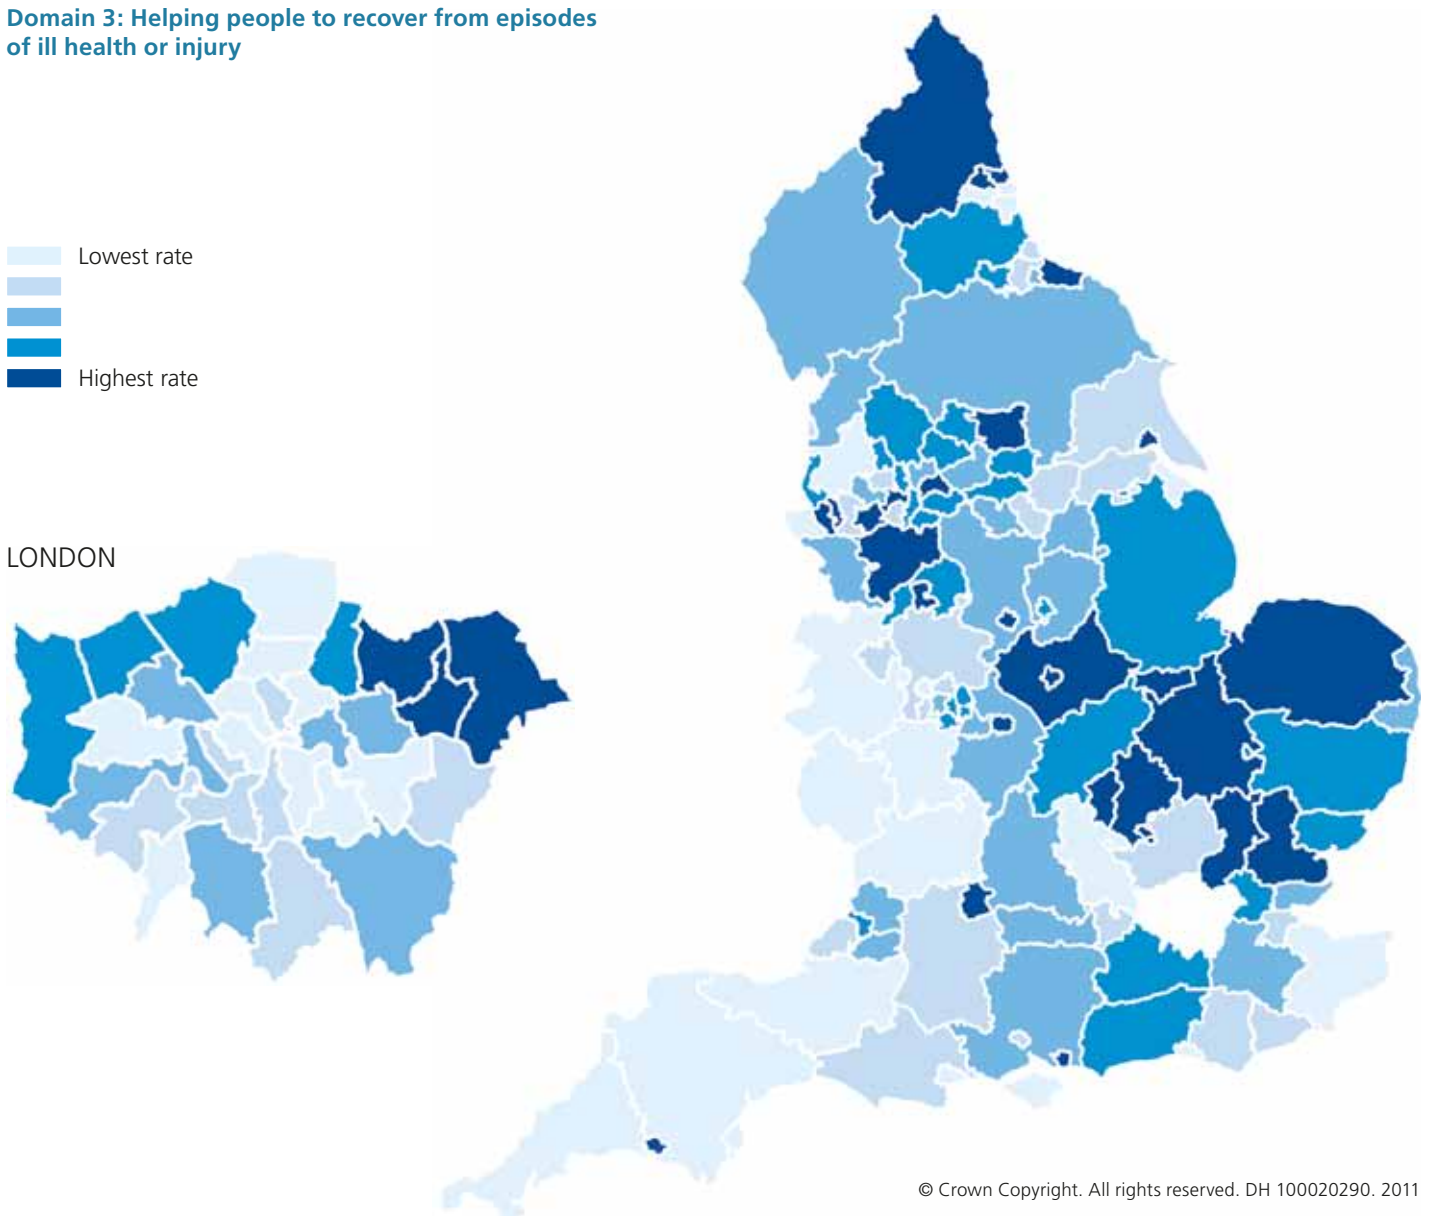 Domain 3: Helping people to recover from episodes
of ill health or injury
Lowest rate
Highest rate
LONDON
© Crown Copyright. All rights reserved. DH 100020290. 2011